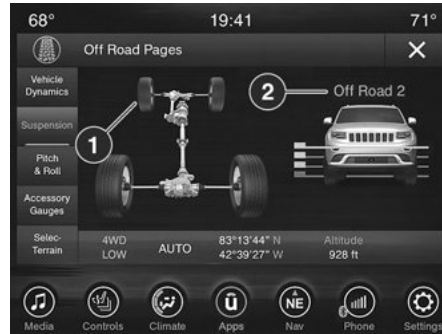 68° 19:41 71°
Off Road Pages
Vehicle
Dynamics
Suspension
Pitch
& Roll
Accessory
Gauges
Selec-
Terrain
1
2
Off Road 2
4WD
LOW
AUTO
83°13'44" N
42°39'27" W
Altitude
928 ft
Media
Controls
Climate
û
Apps
NE
Nav
Phone
Settings